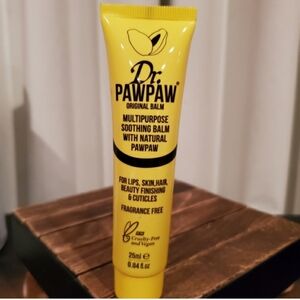 Dr.
PAWPAW
ORIGINAL BALM
MULTIPURPOSE
SOOTHING BALM
WITH NATURAL
PAWPAW
FOR LIPS, SKIN, HAIR,
BEAUTY FINISHING
& CUTICLES
FRAGRANCE FREE
Cruelty-Free
and Vegan
25ml e
0.84 fl.oz